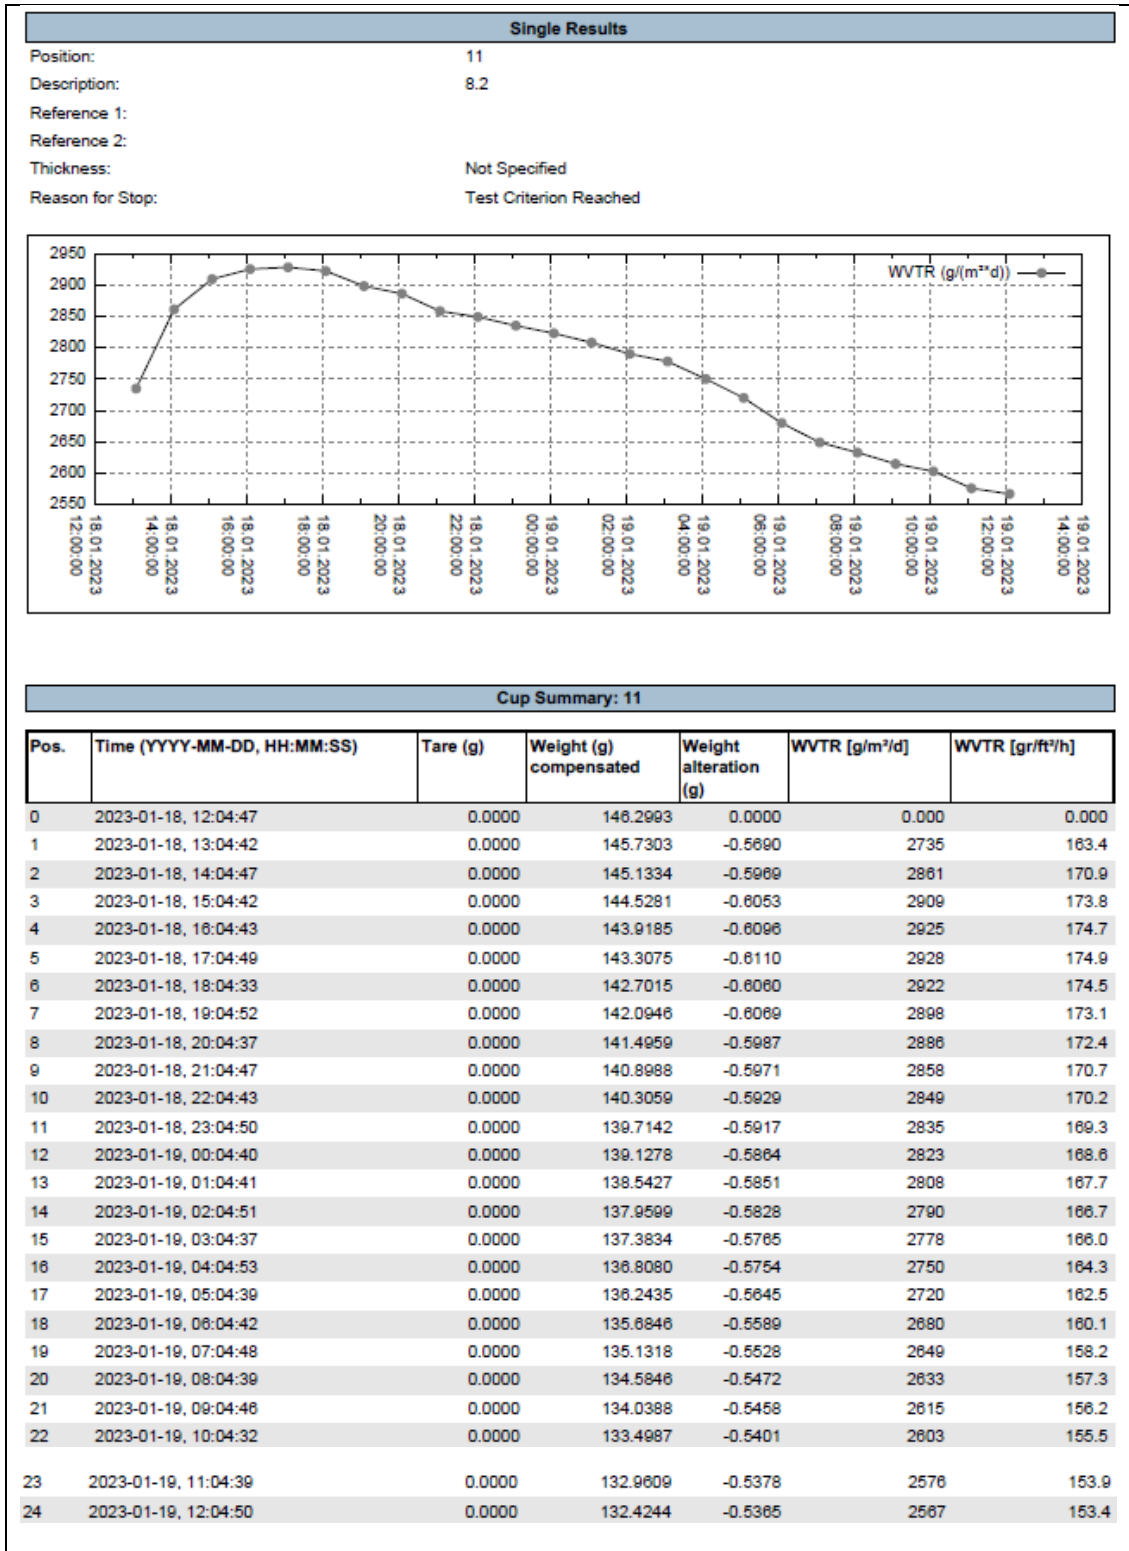 Single Results
Position: 11
Description: 8.2
Reference 1:
Reference 2:
Thickness: Not Specified
Reason for Stop: Test Criterion Reached
WVTR (g/(m²*d))
2950
2900
2850
2800
2750
2700
2650
2600
2550
18.01.2023 12:00:00
18.01.2023 14:00:00
18.01.2023 16:00:00
18.01.2023 18:00:00
18.01.2023 20:00:00
18.01.2023 22:00:00
19.01.2023 00:00:00
19.01.2023 02:00:00
19.01.2023 04:00:00
19.01.2023 06:00:00
19.01.2023 08:00:00
19.01.2023 10:00:00
19.01.2023 12:00:00
19.01.2023 14:00:00
Cup Summary: 11
Pos. Time (YYYY-MM-DD, HH:MM:SS) Tare (g) Weight (g) compensated Weight alteration (g) WVTR [g/m²/d] WVTR [gr/ft²/h]
0 2023-01-18, 12:04:47 0.0000 146.2993 0.0000 0.000 0.000
1 2023-01-18, 13:04:42 0.0000 145.7303 -0.5690 2735 163.4
2 2023-01-18, 14:04:47 0.0000 145.1334 -0.5969 2861 170.9
3 2023-01-18, 15:04:42 0.0000 144.5281 -0.6053 2909 173.8
4 2023-01-18, 16:04:43 0.0000 143.9185 -0.6096 2925 174.7
5 2023-01-18, 17:04:49 0.0000 143.3075 -0.6110 2928 174.9
6 2023-01-18, 18:04:33 0.0000 142.7015 -0.6060 2922 174.5
7 2023-01-18, 19:04:52 0.0000 142.0946 -0.6069 2898 173.1
8 2023-01-18, 20:04:37 0.0000 141.4959 -0.5987 2886 172.4
9 2023-01-18, 21:04:47 0.0000 140.8988 -0.5971 2858 170.7
10 2023-01-18, 22:04:43 0.0000 140.3059 -0.5929 2849 170.2
11 2023-01-18, 23:04:50 0.0000 139.7142 -0.5917 2835 169.3
12 2023-01-19, 00:04:40 0.0000 139.1278 -0.5864 2823 168.6
13 2023-01-19, 01:04:41 0.0000 138.5427 -0.5851 2808 167.7
14 2023-01-19, 02:04:51 0.0000 137.9599 -0.5828 2790 166.7
15 2023-01-19, 03:04:37 0.0000 137.3834 -0.5765 2778 166.0
16 2023-01-19, 04:04:53 0.0000 136.8080 -0.5754 2750 164.3
17 2023-01-19, 05:04:39 0.0000 136.2435 -0.5645 2720 162.5
18 2023-01-19, 06:04:42 0.0000 135.6846 -0.5589 2680 160.1
19 2023-01-19, 07:04:48 0.0000 135.1318 -0.5528 2649 158.2
20 2023-01-19, 08:04:39 0.0000 134.5846 -0.5472 2633 157.3
21 2023-01-19, 09:04:46 0.0000 134.0388 -0.5458 2615 156.2
22 2023-01-19, 10:04:32 0.0000 133.4987 -0.5401 2603 155.5
23 2023-01-19, 11:04:39 0.0000 132.9609 -0.5378 2576 153.9
24 2023-01-19, 12:04:50 0.0000 132.4244 -0.5365 2567 153.4